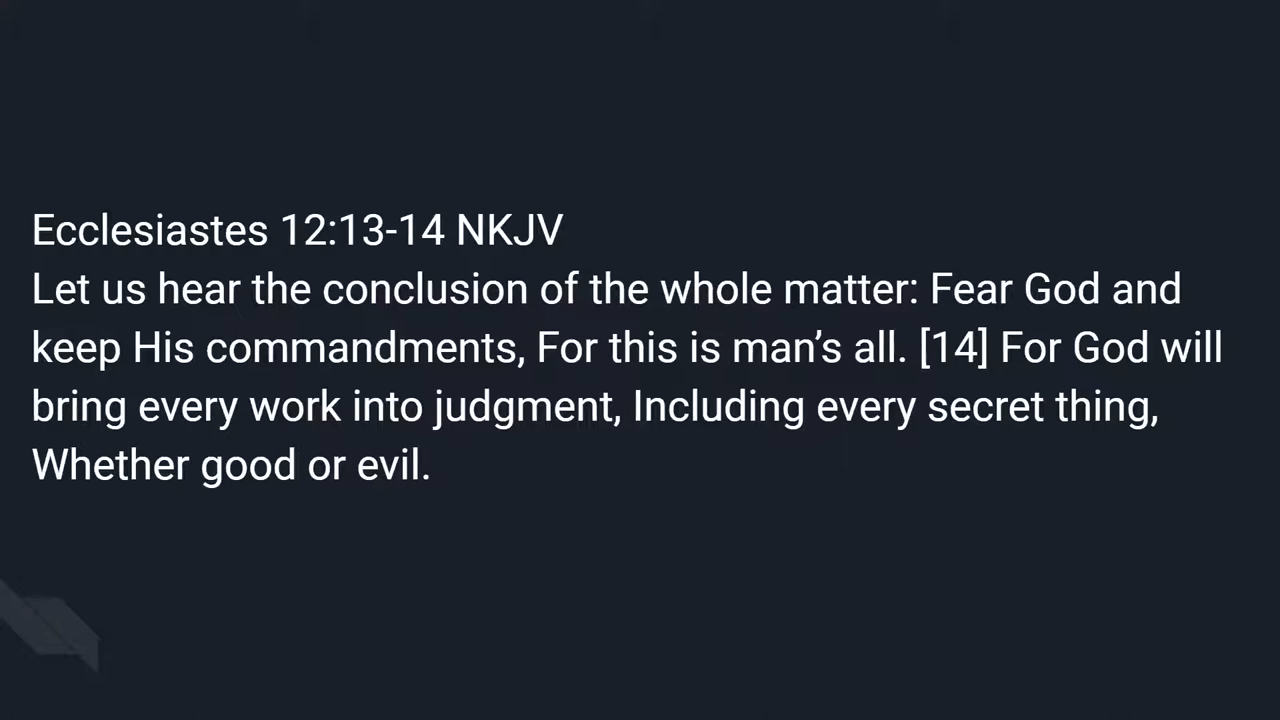 Ecclesiastes 12:13-14 NKJV
Let us hear the conclusion of the whole matter: Fear God and
keep His commandments, For this is man’s all. [14] For God will
bring every work into judgment, Including every secret thing,
Whether good or evil.